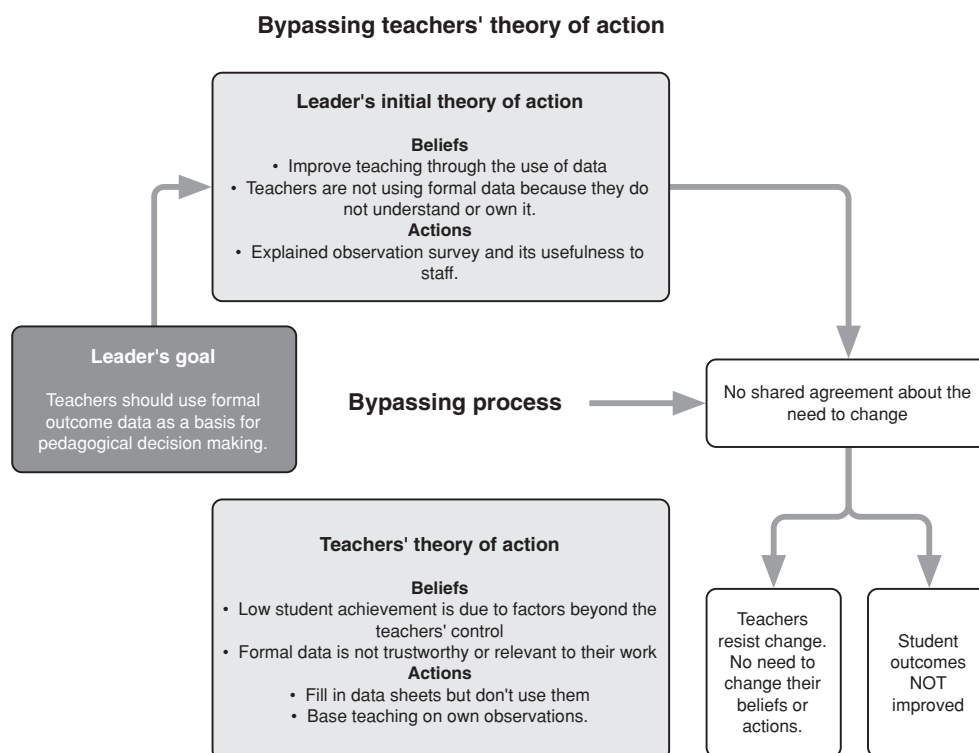 Bypassing teachers' theory of action
Leader's initial theory of action
Beliefs
• Improve teaching through the use of data
• Teachers are not using formal data because they do
not understand or own it.
Actions
• Explained observation survey and its usefulness to
staff.
Leader's goal
Teachers should use formal
outcome data as a basis for
pedagogical decision making.
Bypassing process
No shared agreement about the
need to change
Teachers' theory of action
Beliefs
• Low student achievement is due to factors beyond the
teachers' control
• Formal data is not trustworthy or relevant to their work
Actions
• Fill in data sheets but don't use them
• Base teaching on own observations.
Teachers
resist change.
No need to
change their
beliefs or
actions.
Student
outcomes
NOT
improved